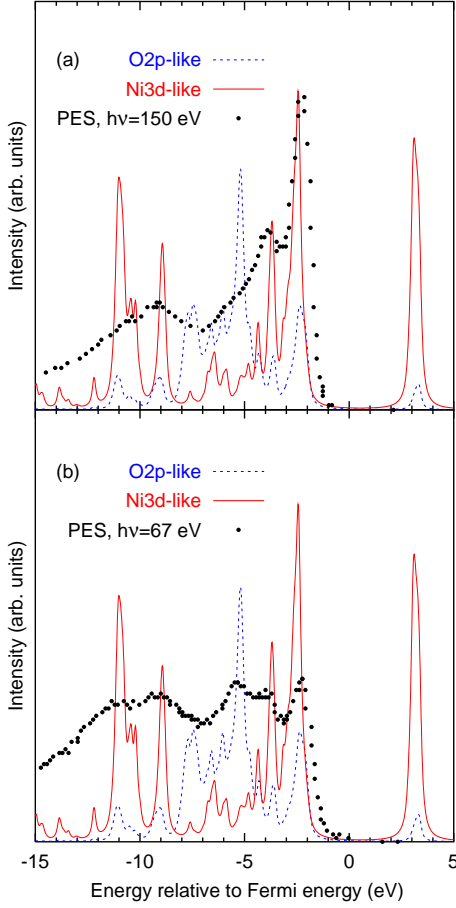 (a)
O2p-like
Ni3d-like
PES, hν=150 eV
Intensity (arb. units)
(b)
O2p-like
Ni3d-like
PES, hν=67 eV
Intensity (arb. units)
-15 -10 -5 0 5
Energy relative to Fermi energy (eV)